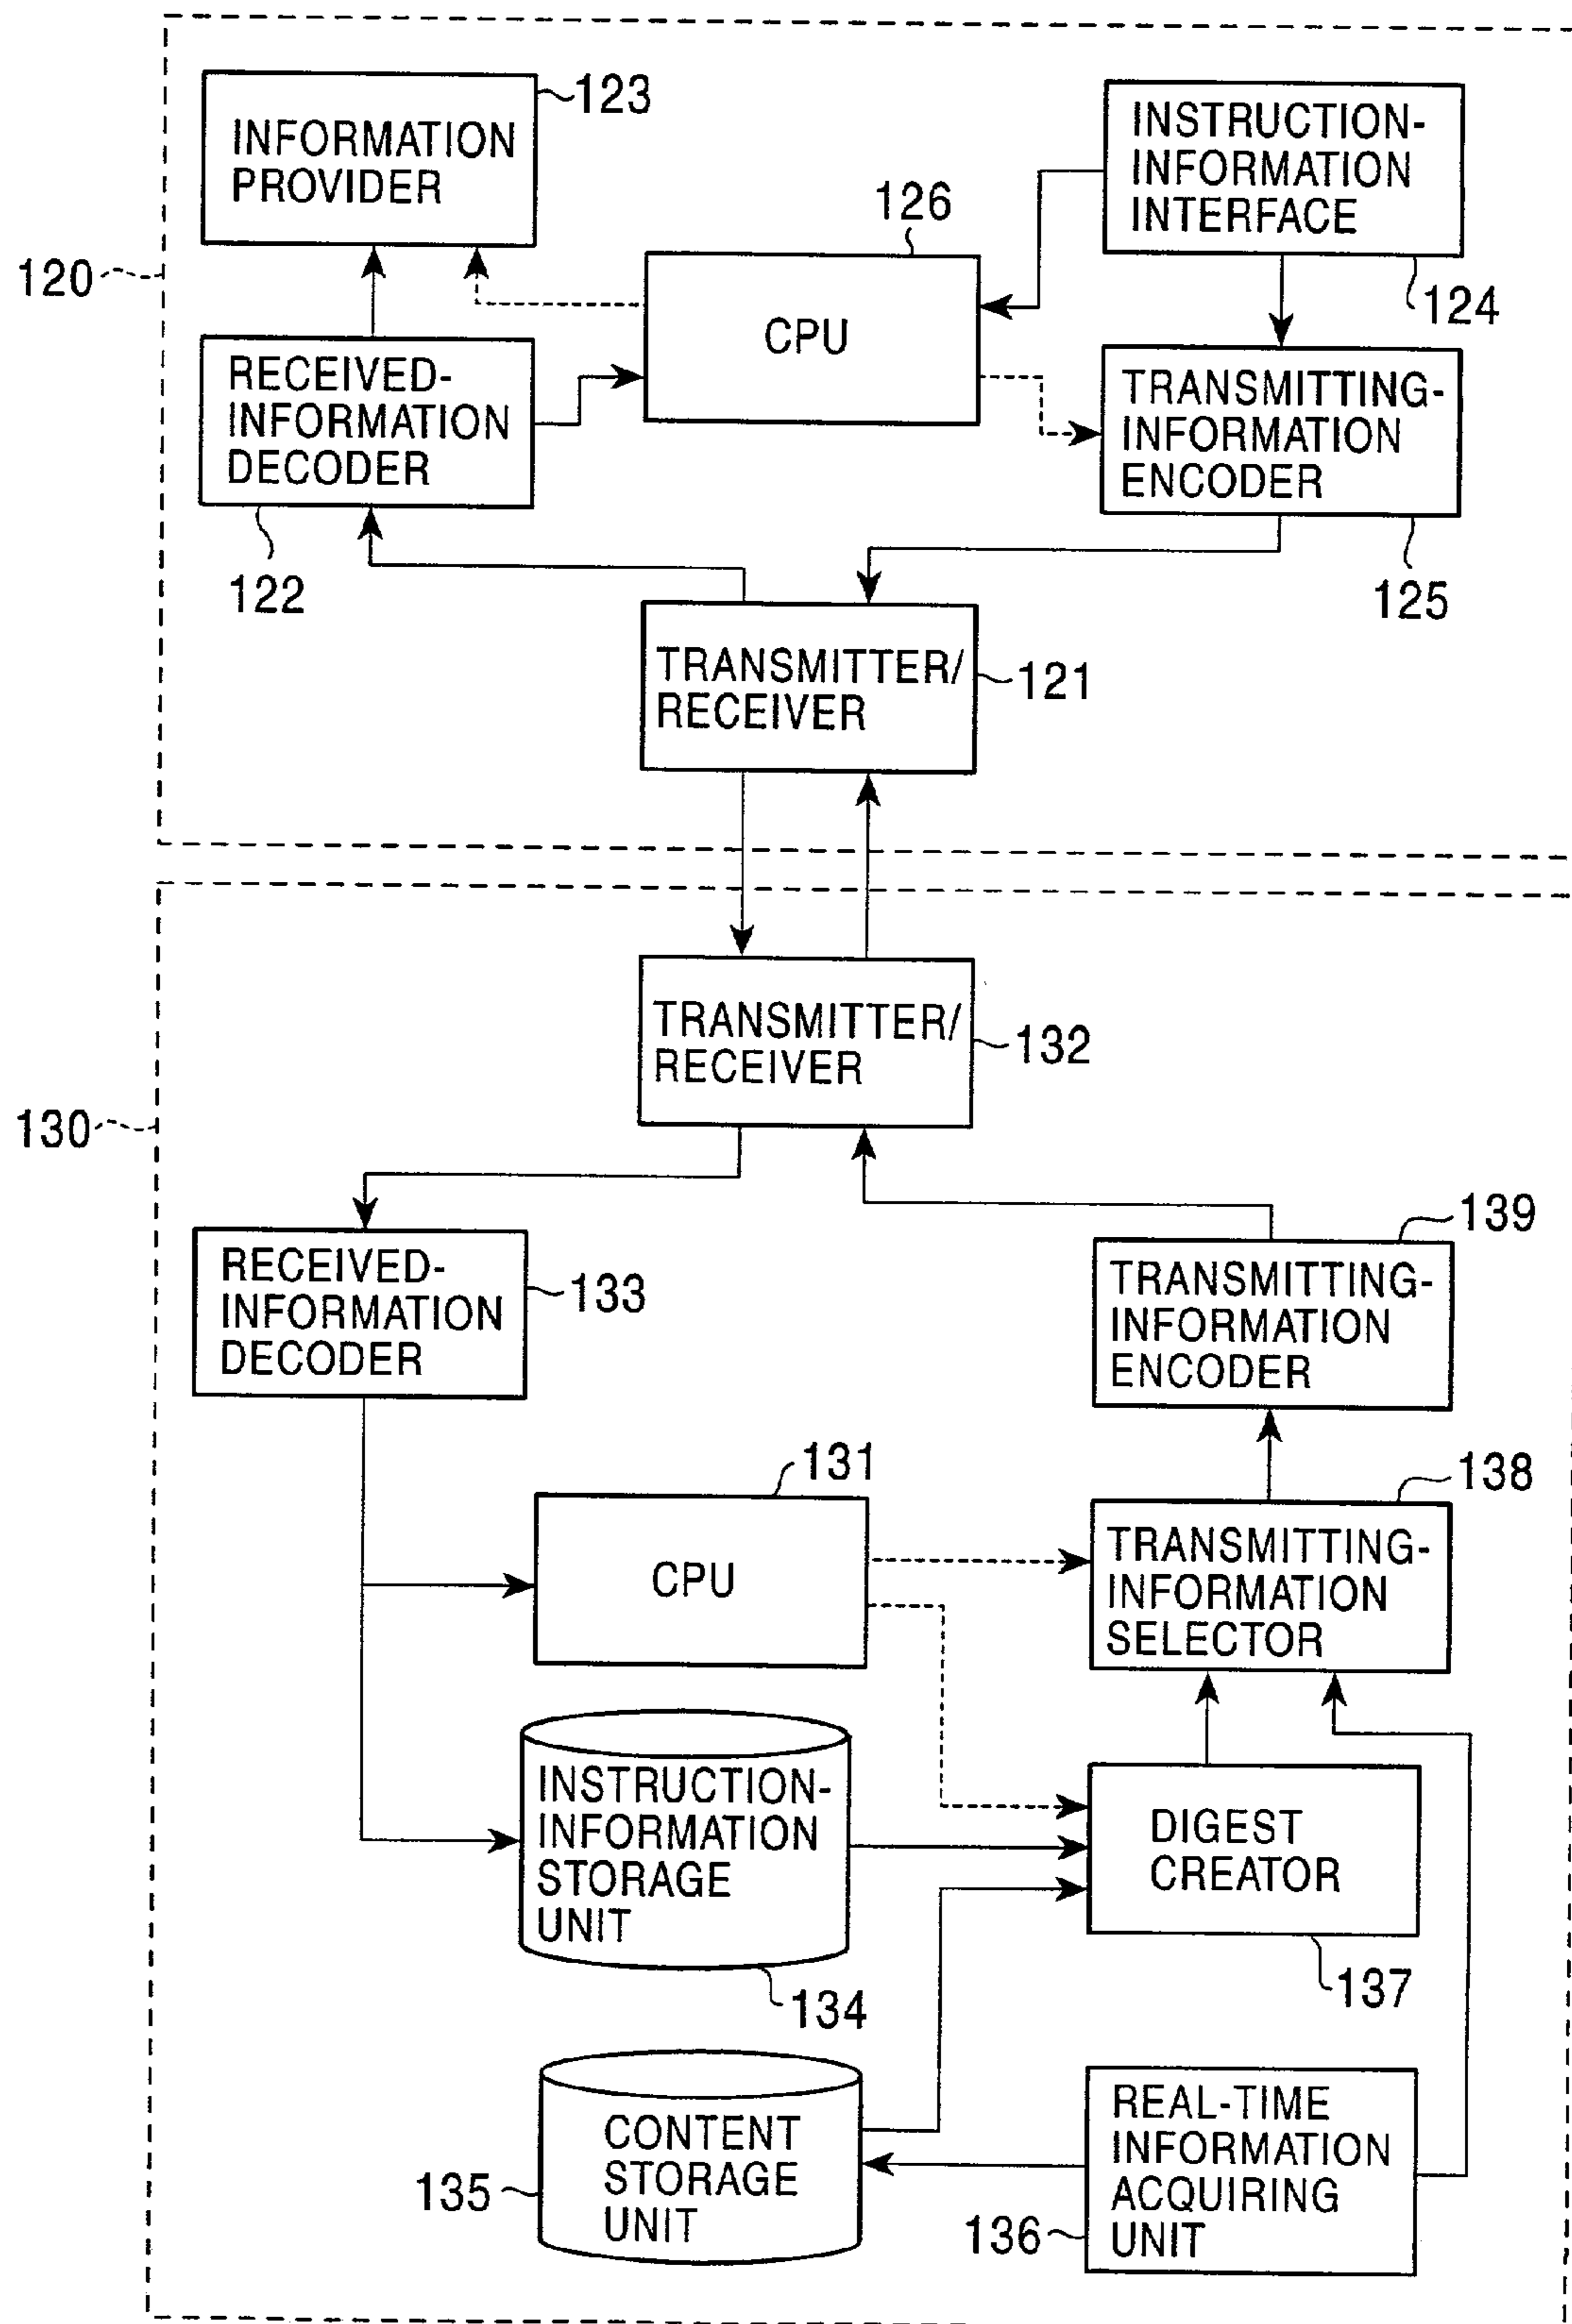 123
INFORMATION
PROVIDER
INSTRUCTION-
INFORMATION
INTERFACE
126
120
124
CPU
RECEIVED-
INFORMATION
DECODER
TRANSMITTING-
INFORMATION
ENCODER
122
125
TRANSMITTER/
RECEIVER
121
TRANSMITTER/
RECEIVER
132
130
139
RECEIVED-
INFORMATION
DECODER
133
TRANSMITTING-
INFORMATION
ENCODER
131
138
CPU
TRANSMITTING-
INFORMATION
SELECTOR
INSTRUCTION-
INFORMATION
STORAGE
UNIT
DIGEST
CREATOR
134
137
CONTENT
STORAGE
UNIT
135
REAL-TIME
INFORMATION
ACQUIRING
UNIT
136